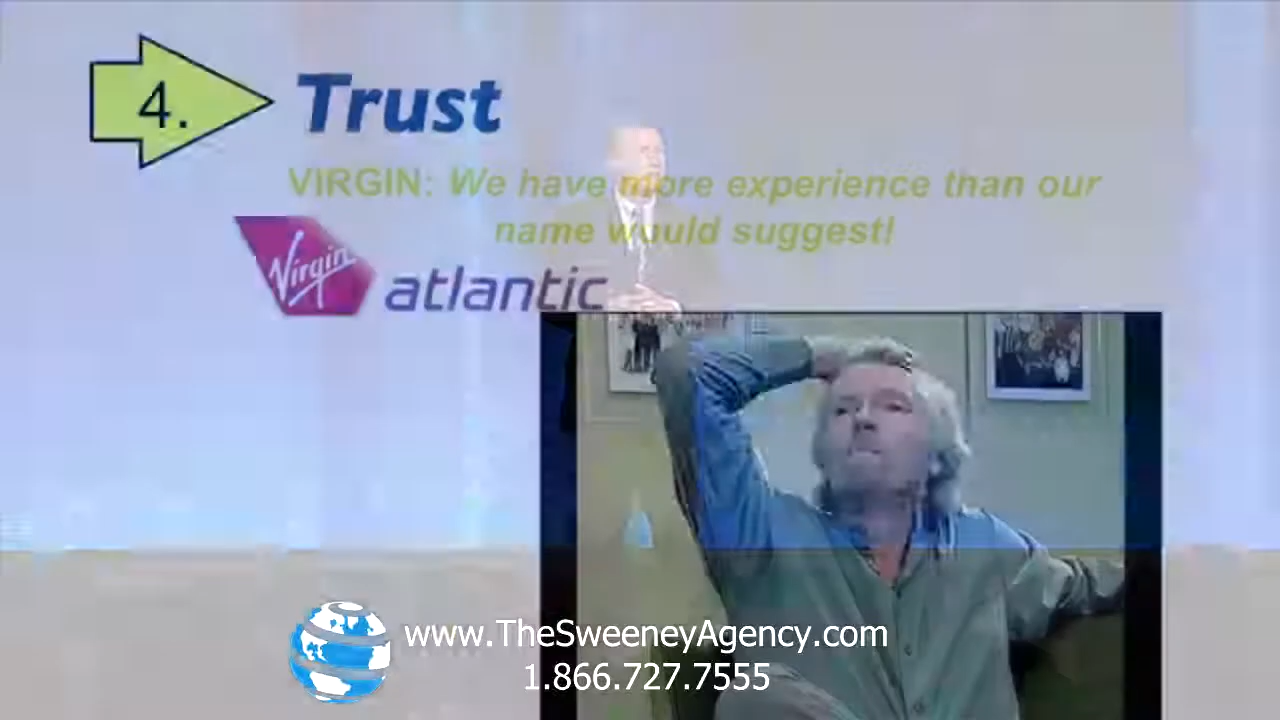 4.
Trust
VIRGIN: We have more experience than our
name would suggest!
Virgin atlantic
www.TheSweeneyAgency.com
1.866.727.7555